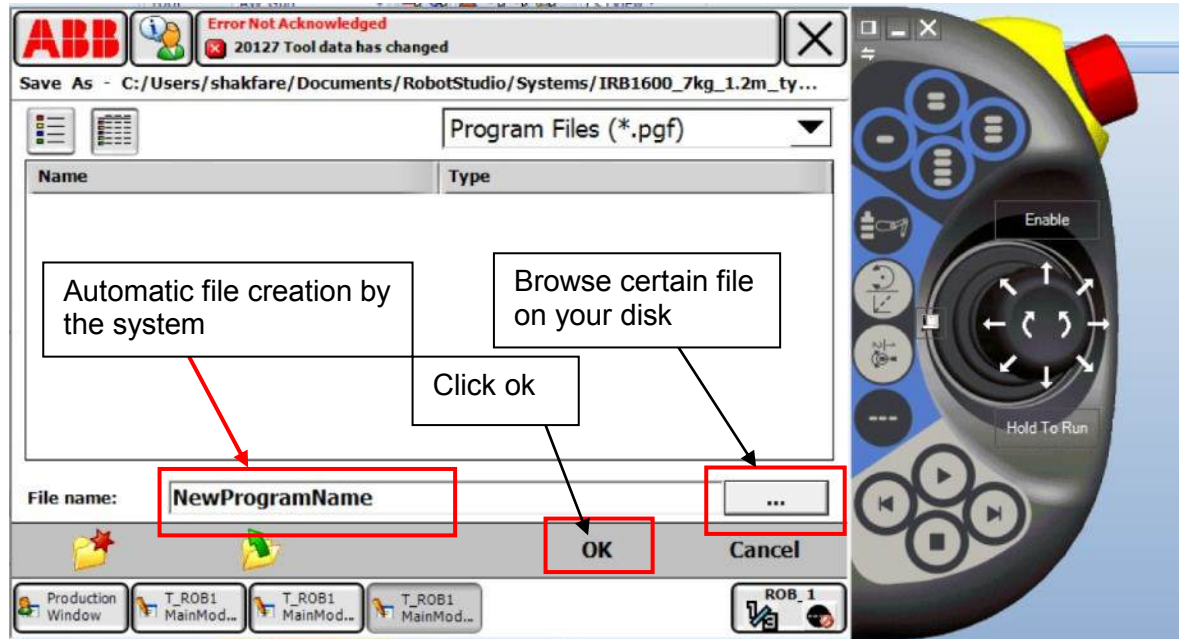 ABB
Error Not Acknowledged
20127 Tool data has changed
Save As - C:/Users/shakfare/Documents/RobotStudio/Systems/IRB1600_7kg_1.2m_ty...
Program Files (*.pgf)
Name Type
Automatic file creation by
the system
Browse certain file
on your disk
Click ok
File name: NewProgramName ...
OK Cancel
Production
Window
T_ROB1
MainMod...
T_ROB1
MainMod...
T_ROB1
MainMod...
ROB_1
1/3
Enable
Hold To Run